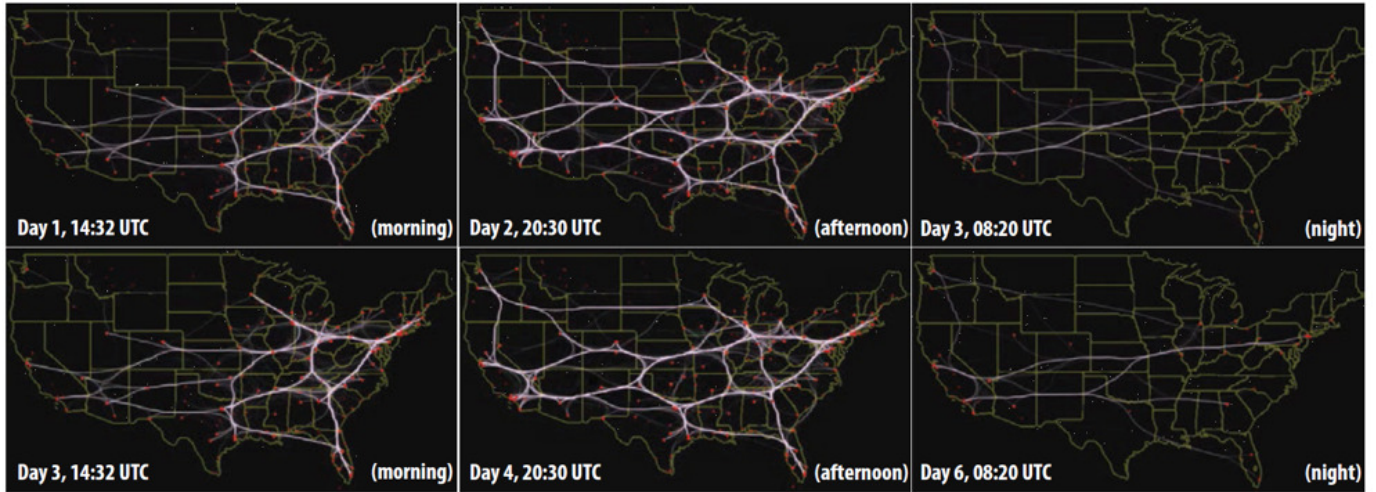 Day 1, 14:32 UTC (morning)
Day 2, 20:30 UTC (afternoon)
Day 3, 08:20 UTC (night)
Day 3, 14:32 UTC (morning)
Day 4, 20:30 UTC (afternoon)
Day 6, 08:20 UTC (night)